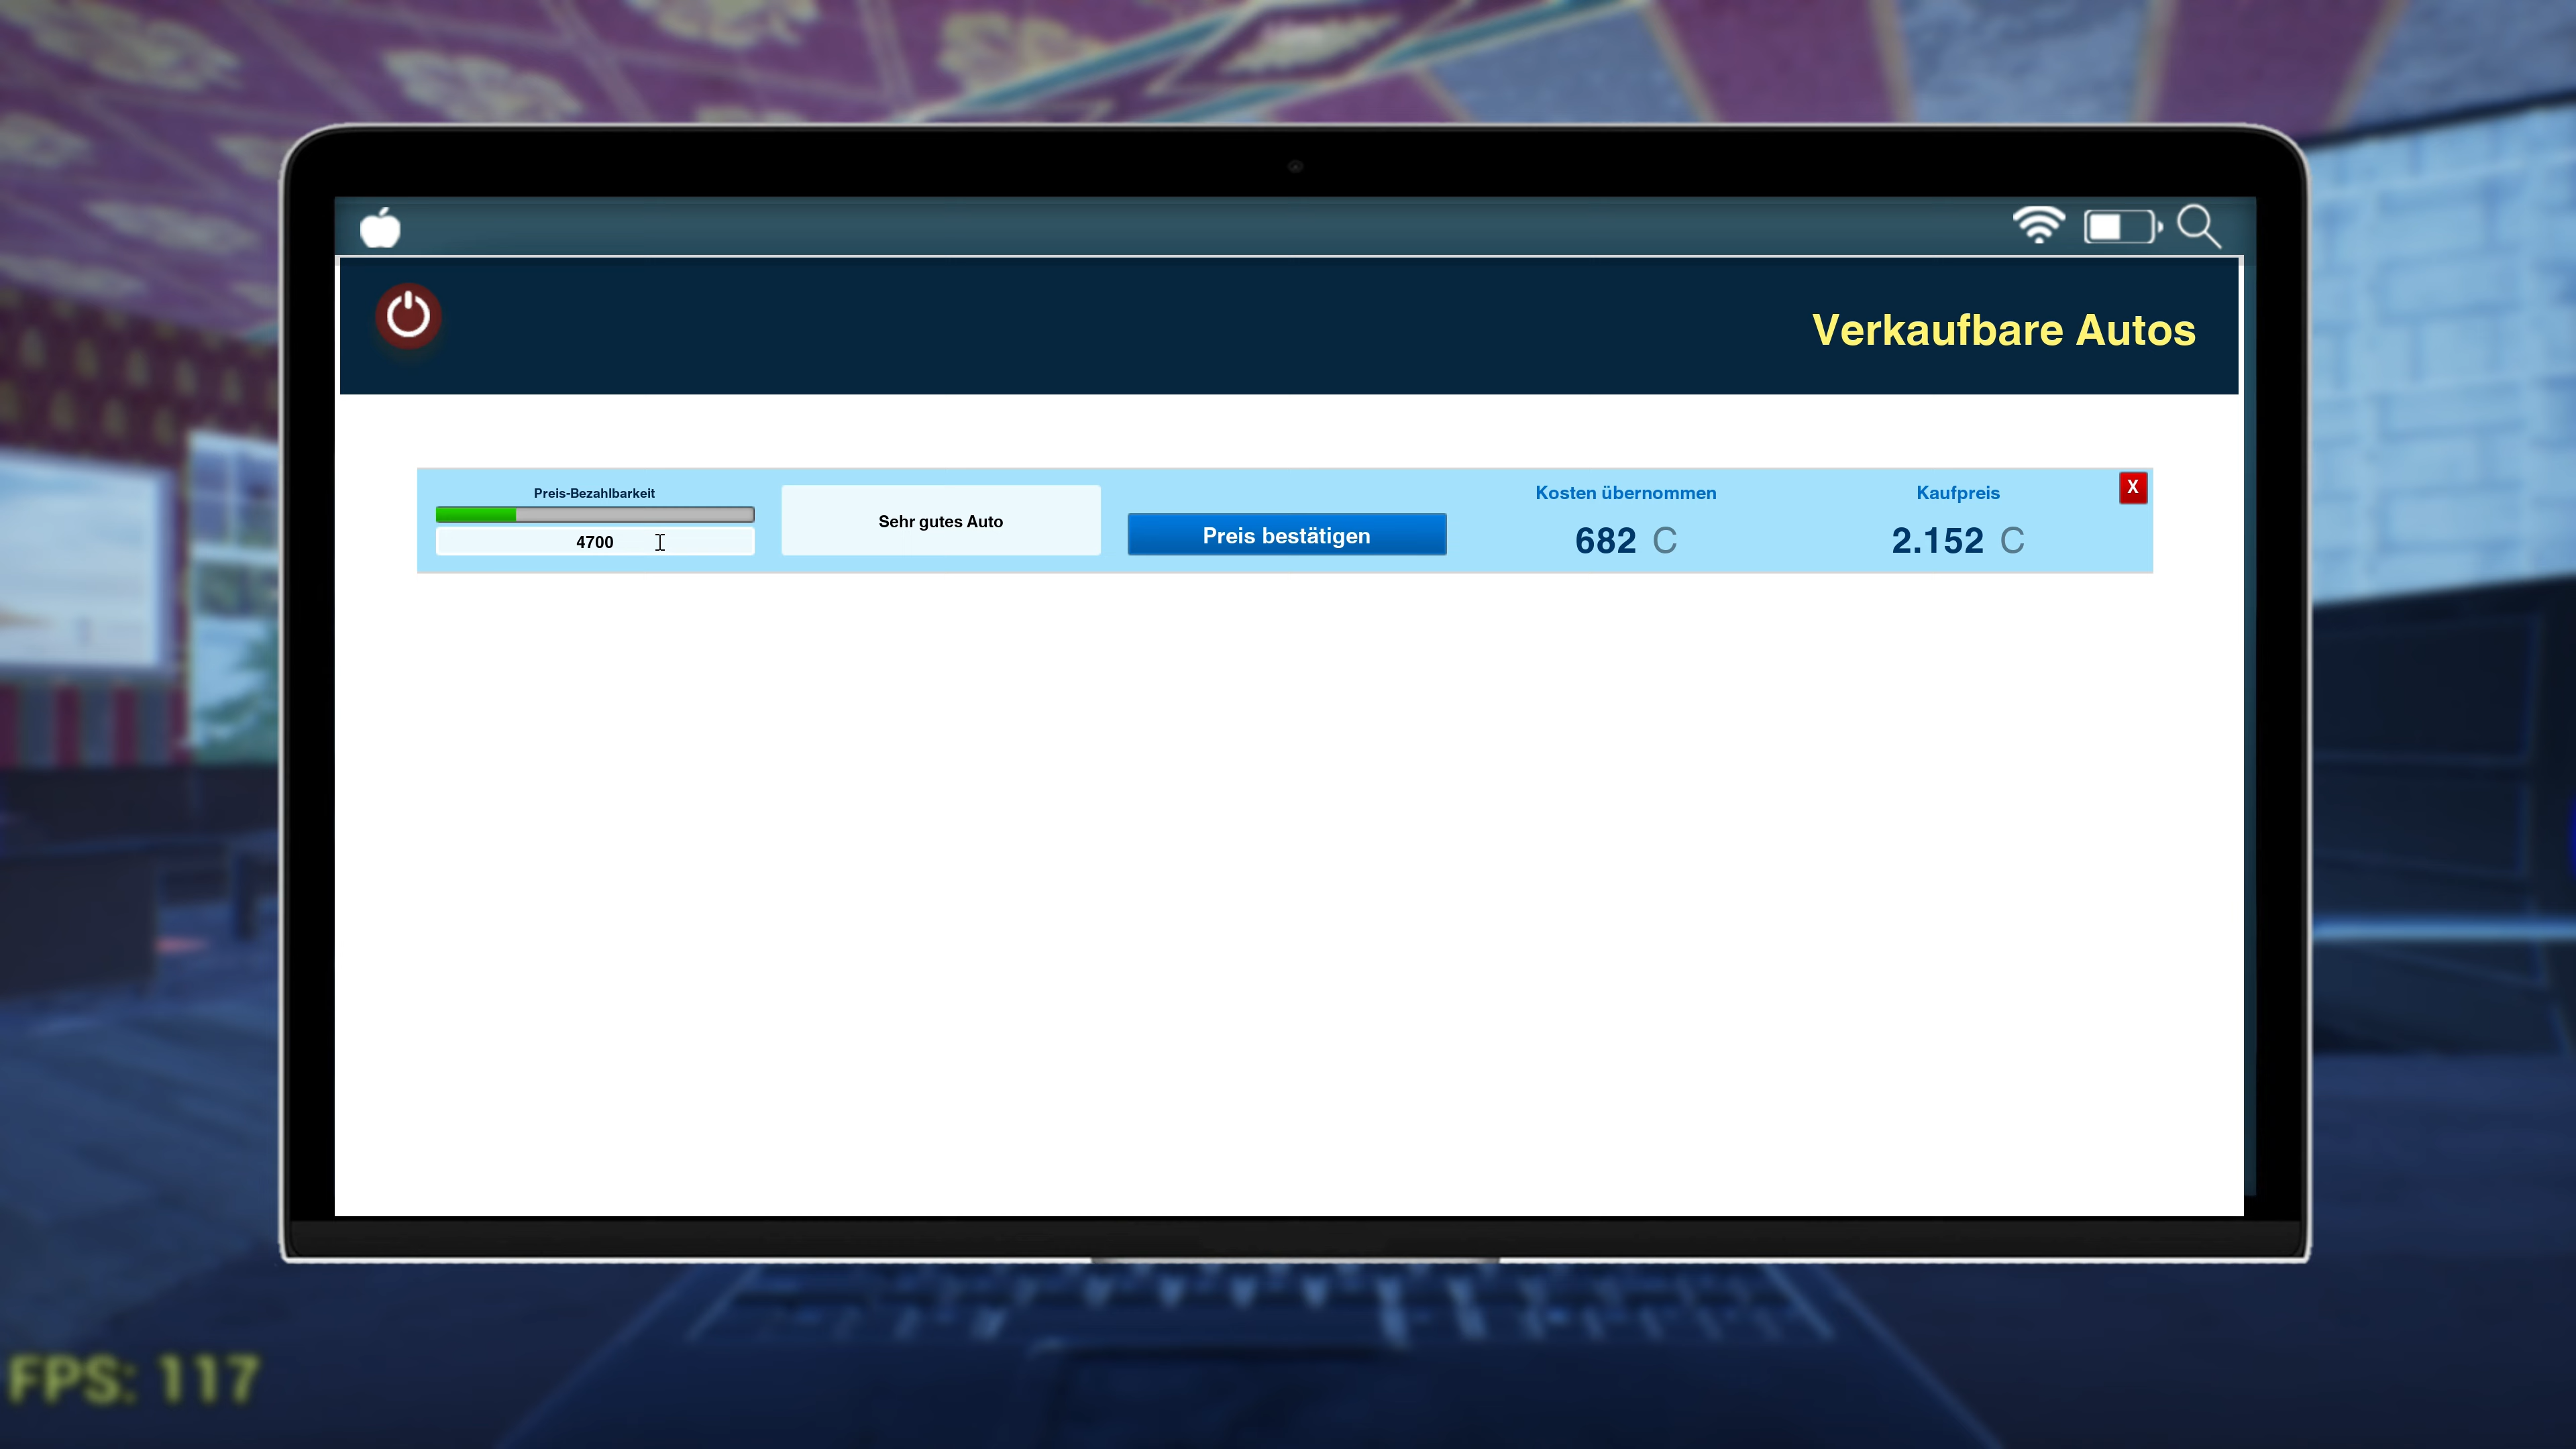 Verkaufbare Autos
Preis-Bezahlbarkeit
4700
Sehr gutes Auto
Preis bestätigen
Kosten übernommen
682 C
Kaufpreis
2.152 C
X
FPS: 117